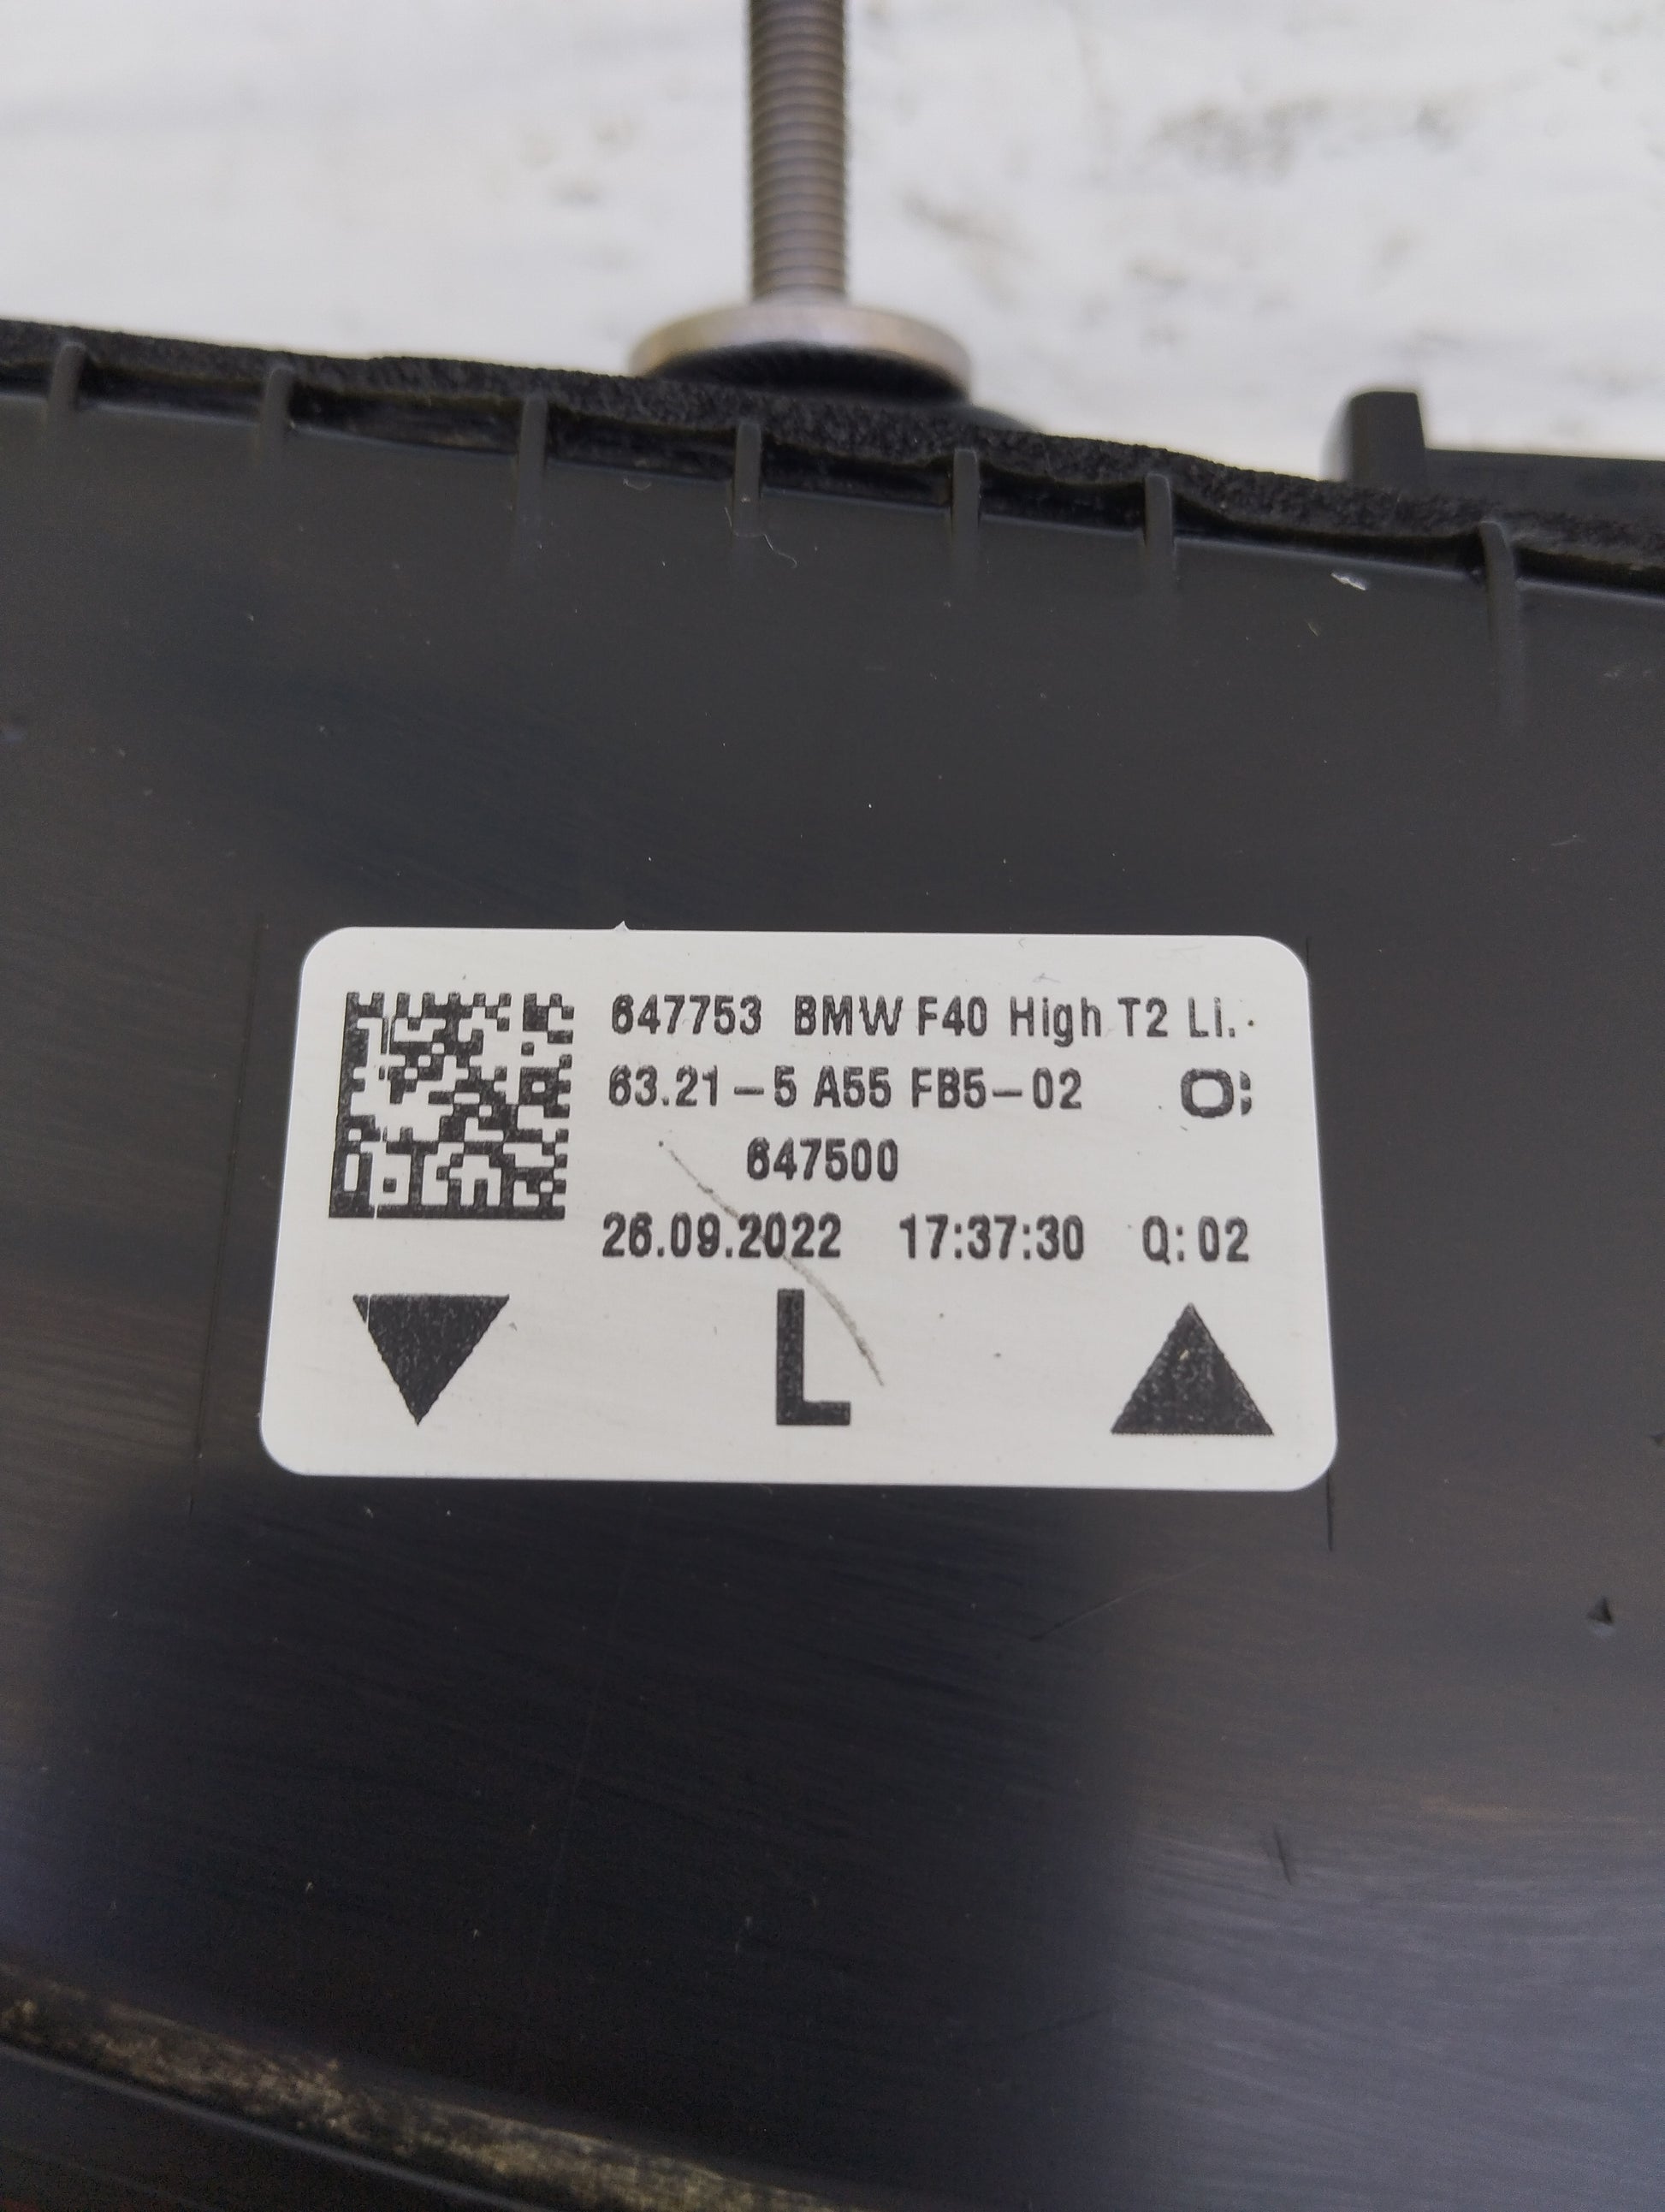 647753 BMW F40 High T2 Li.
63.21-5 A55 FB5-02
647500
26.09.2022 17:37:30 Q:02
L